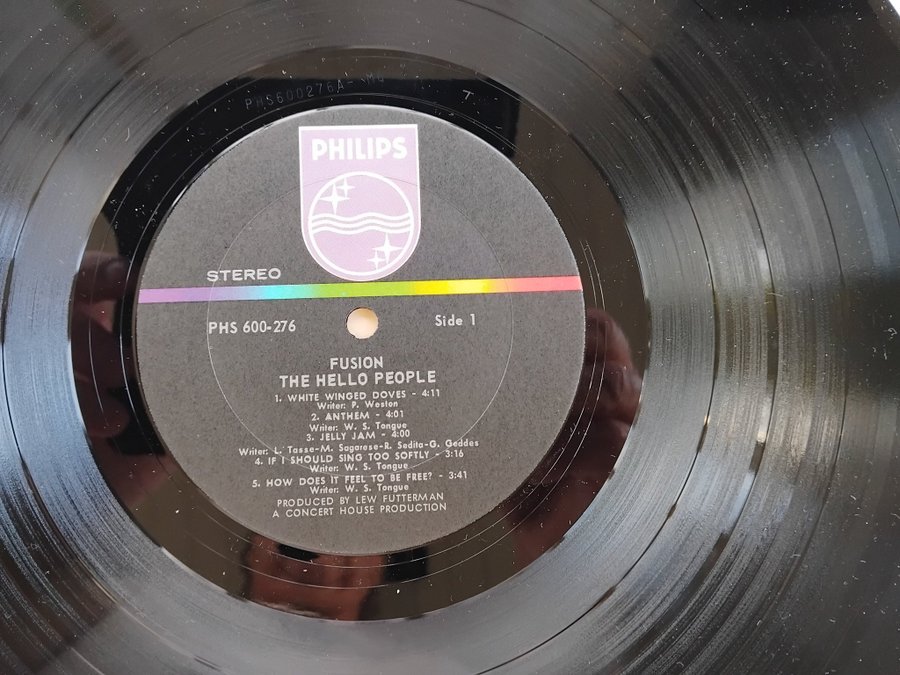 PHS600276A-
T
PHILIPS
STEREO
PHS 600-276
Side 1
FUSION
THE HELLO PEOPLE
1. WHITE WINGED DOVES - 4:11
Writer: P. Weston
2. ANTHEM - 4:01
Writer: W. S. Tongue
3. JELLY JAM - 4:00
Writer: L. Tasse-M. Sagarese-R. Sedita-G. Geddes
4. IF I SHOULD SING TOO SOFTLY - 3:16
Writer: W. S. Tongue
5. HOW DOES IT FEEL TO BE FREE? - 3:41
Writer: W. S. Tongue
PRODUCED BY LEW FUTTERMAN
A CONCERT HOUSE PRODUCTION